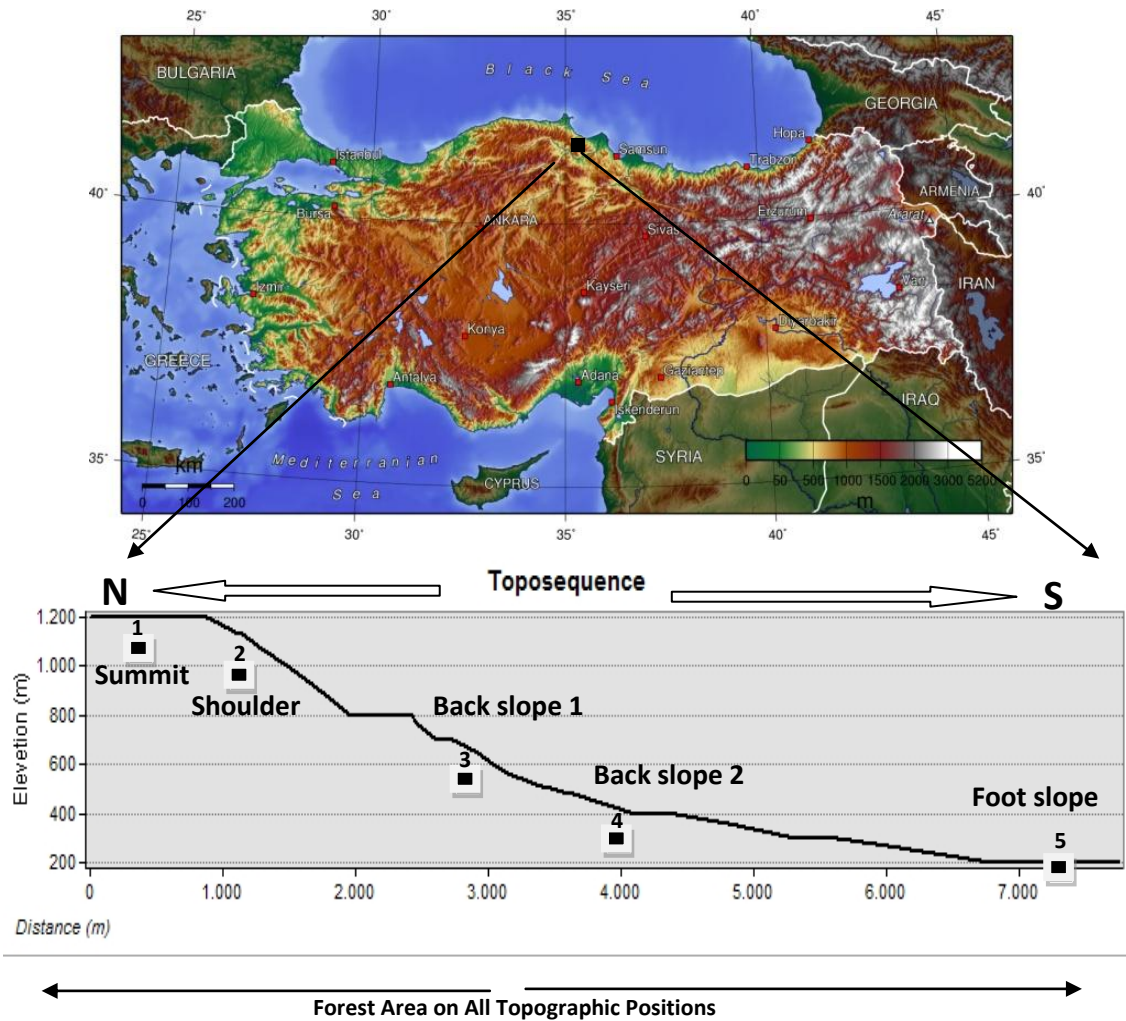 25° 30° 35° 40° 45°
BULGARIA
Black Sea
GEORGIA
Hopa
Istanbul
Samsun
Trabzon
40° 40°
ARMENIA
Bursa
ANKARA
Erzurum
Ararat
Sivas
IRAN
Izmir
Kayseri
Van
Konya
Diyarbakir
GREECE
Antalya
Adana
Gaziantep
Iskenderun
IRAQ
35° 35°
km
Mediterranian
Sea
SYRIA
CYPRUS
0 100 200
0 50 500 1000 1500 2000 3000 5200
m
25° 30° 35° 40° 45°
N Toposequence S
Elevetion (m)
1.200
1.000
800
600
400
200
1
Summit
2
Shoulder
Back slope 1
3
Back slope 2
4
Foot slope
5
0 1.000 2.000 3.000 4.000 5.000 6.000 7.000
Distance (m)
Forest Area on All Topographic Positions